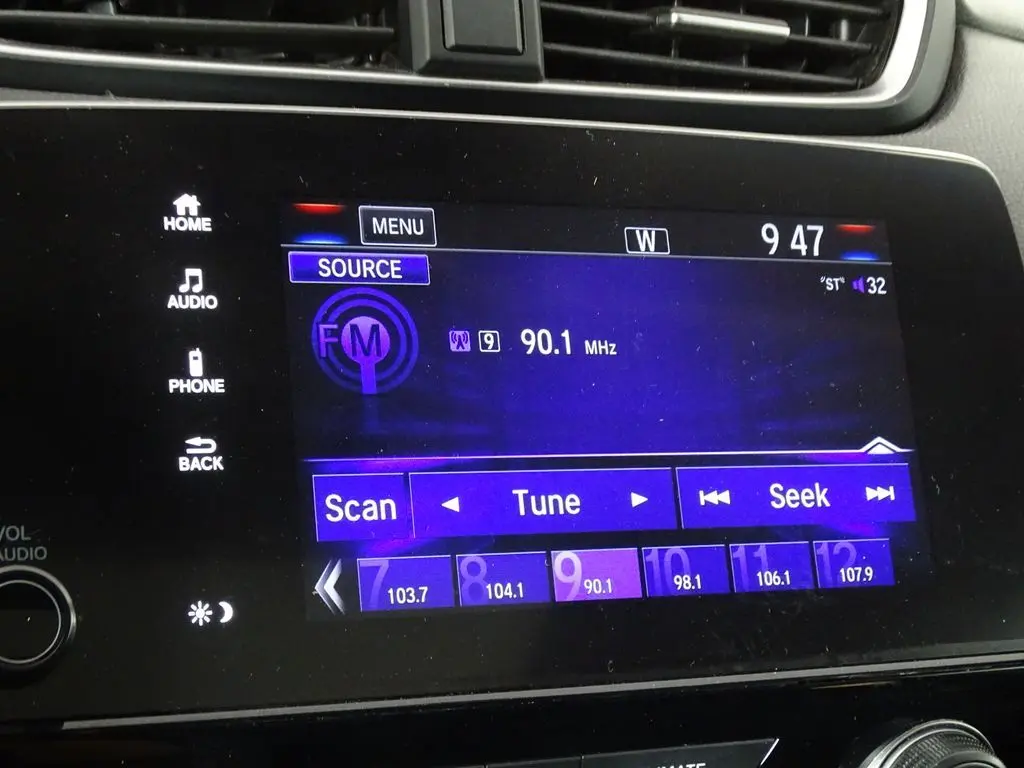 HOME
MENU
W
9 47
SOURCE
"ST" 32
AUDIO
FM
9 90.1 MHz
PHONE
BACK
Scan Tune Seek
VOL
AUDIO
7 103.7
8 104.1
9 90.1
10 98.1
11 106.1
12 107.9